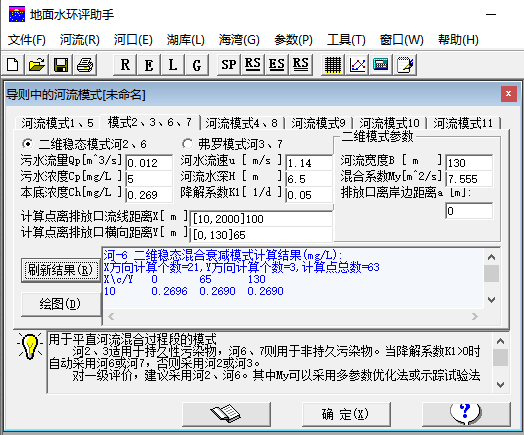 地面水环评助手
文件(F) 河流(R) 河口(E) 湖库(L) 海湾(G) 参数(P) 工具(T) 窗口(W) 帮助(H)
R E L G SP RS ES RS
导则中的河流模式[未命名]
河流模式1、5 模式2、3、6、7 河流模式4、8 河流模式9 河流模式10 河流模式11
二维稳态模式河2、6 弗罗模式河3、7 二维模式参数
污水流量Qp[m^3/s] 0.012 河水流速u [ m/s ] 1.14 河流宽度B [ m ] 130
污水浓度Cp[mg/L ] 5 河流水深H [ m ] 6.5 混合系数My[m^2/s] 7.555
本底浓度Ch[mg/L ] 0.269 降解系数K1[ 1/d ] 0.05 排放口离岸边距离a [m]:
0
计算点离排放口流线距离X[ m ] [10,2000]100
计算点离排放口横向距离Y[ m ] [0,130]65
刷新结果(R)
绘图(D)
河-6 二维稳态混合衰减模式计算结果(mg/L):
X方向计算个数=21,Y方向计算个数=3,计算点总数=63
X\c/Y 0 65 130
10 0.2696 0.2690 0.2690
用于平直河流混合过程段的模式
河2、3适用于持久性污染物，河6、7则用于非持久污染物。当降解系数K1>0时
自动采用河6或河7，否则采用河2或河3。
对一级评价，建议采用河2、河6。其中My可以采用多参数优化法或示踪试验法
确 定(X)